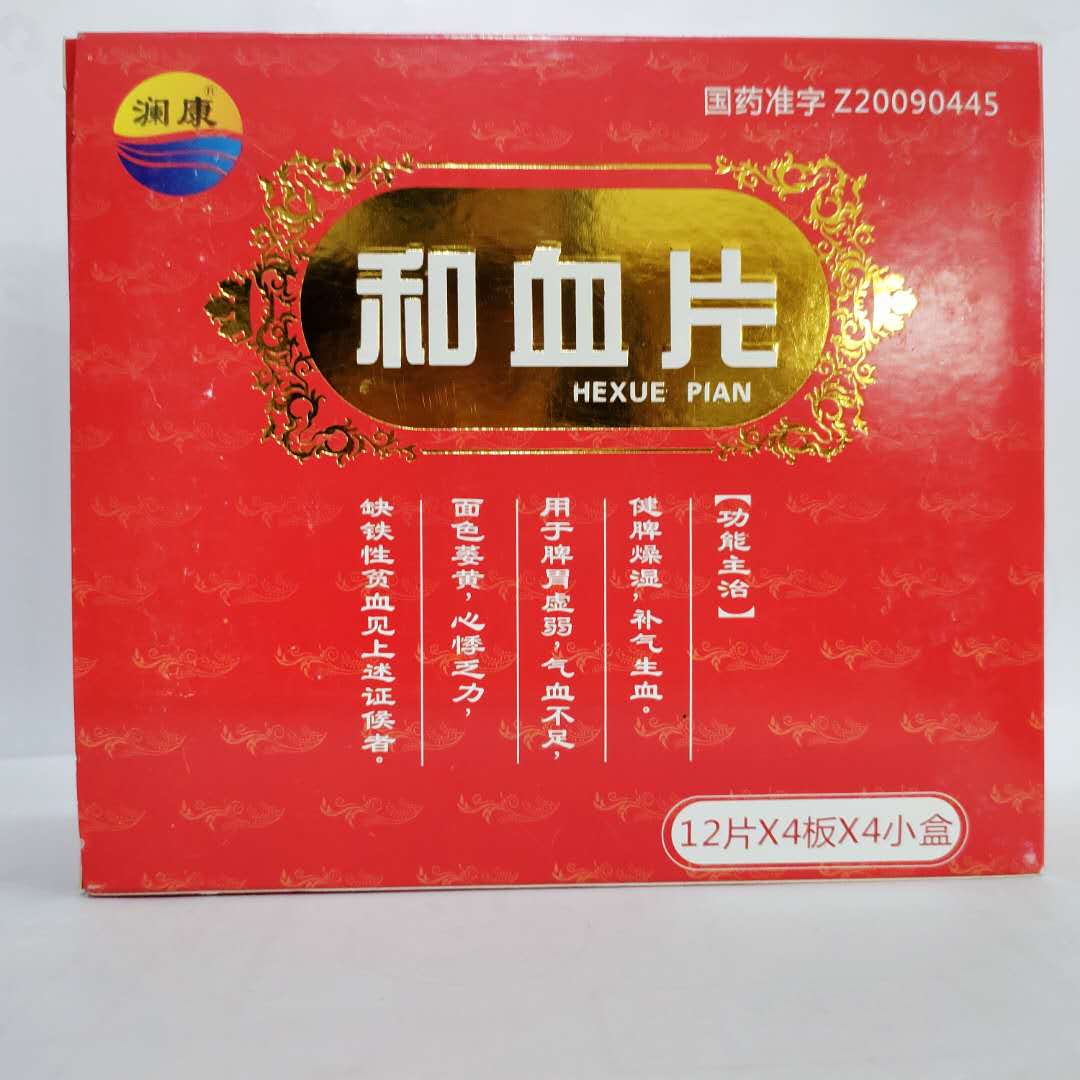 澜康®
国药准字 Z20090445
和血片
HEXUE PIAN
【功能主治】
健脾燥湿，补气生血。
用于脾胃虚弱，气血不足，
面色萎黄，心悸乏力，
缺铁性贫血见上述证候者。
12片X4板X4小盒